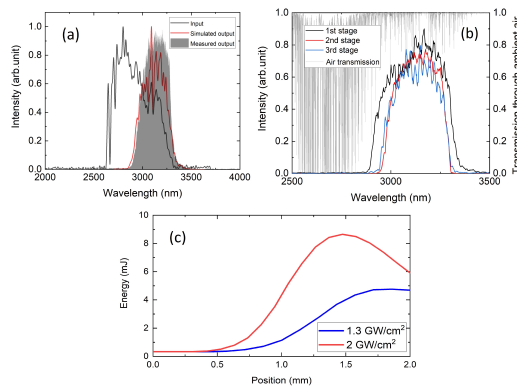 (a)
Input
Simulated output
Measured output
Intensity (arb.unit)
1.0
0.8
0.6
0.4
0.2
0.0
2000 2500 3000 3500 4000
Wavelength (nm)
(b)
1st stage
2nd stage
3rd stage
Air transmission
Intensity (arb.unit)
1.0
0.8
0.6
0.4
0.2
0.0
1.0
0.8
0.6
0.4
0.2
0.0
Transmission through ambient air
2500 3000 3500
Wavelength (nm)
(c)
Energy (mJ)
10
8
6
4
2
0
0.0 0.5 1.0 1.5 2.0
Position (mm)
1.3 GW/cm²
2 GW/cm²